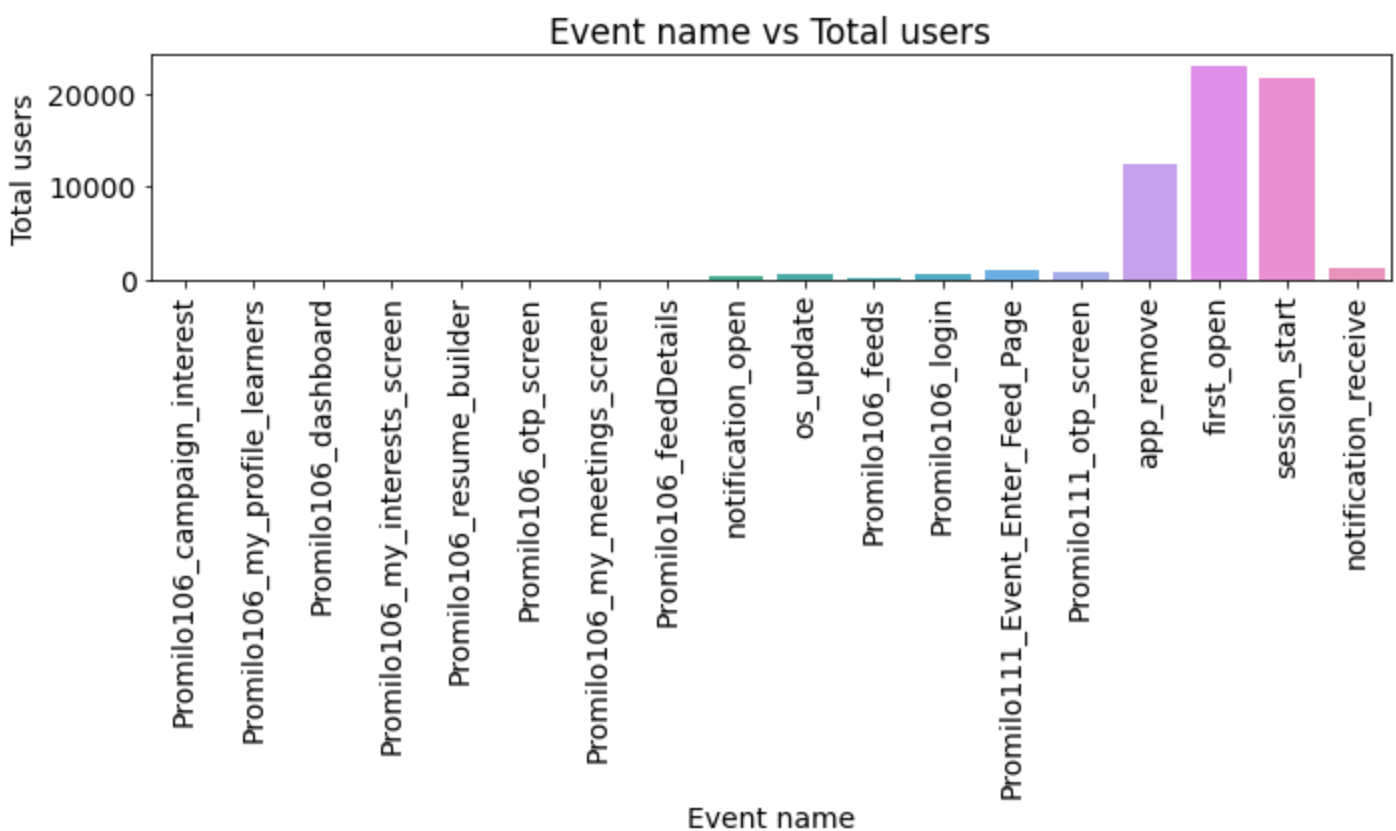 Event name vs Total users
Total users
20000
10000
0
Promilo106_campaign_interest
Promilo106_my_profile_learners
Promilo106_dashboard
Promilo106_my_interests_screen
Promilo106_resume_builder
Promilo106_otp_screen
Promilo106_my_meetings_screen
Promilo106_feedDetails
notification_open
os_update
Promilo106_feeds
Promilo106_login
Promilo111_Event_Enter_Feed_Page
Promilo111_otp_screen
app_remove
first_open
session_start
notification_receive
Event name